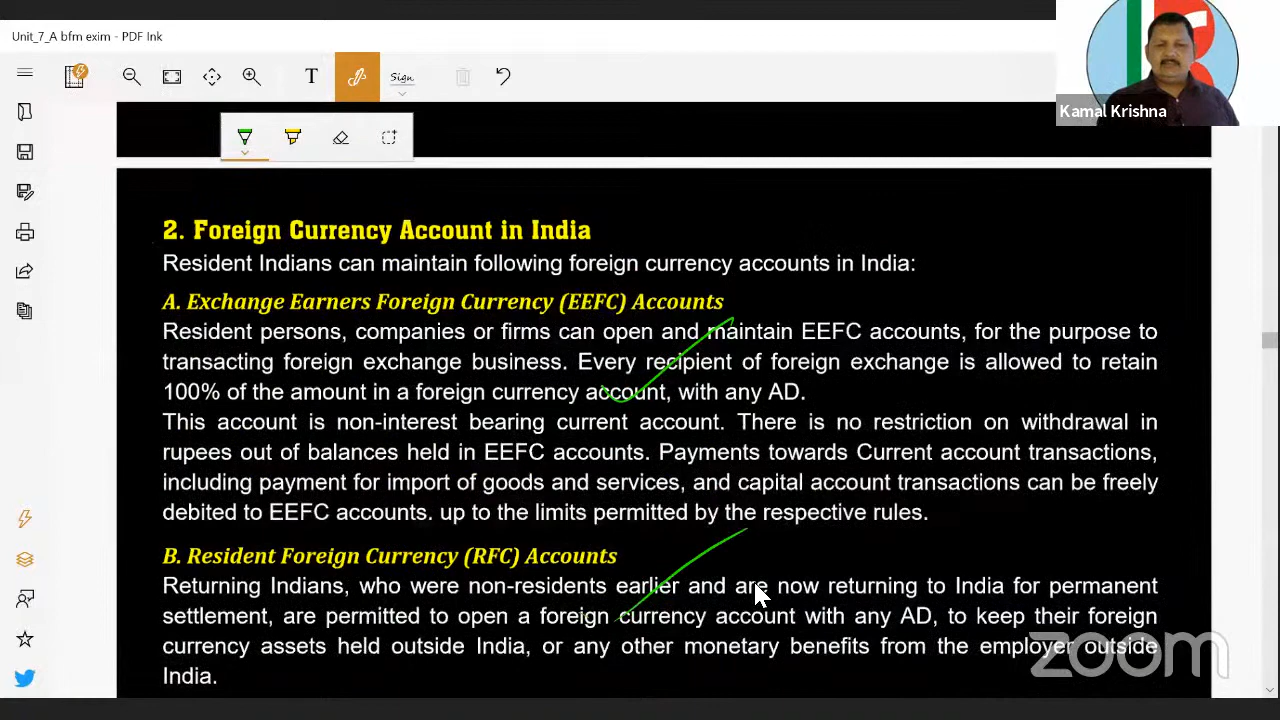 Unit_7_A bfm exim - PDF Ink
T
Sign
Kamal Krishna
2. Foreign Currency Account in India
Resident Indians can maintain following foreign currency accounts in India:
A. Exchange Earners Foreign Currency (EEFC) Accounts
Resident persons, companies or firms can open and maintain EEFC accounts, for the purpose to
transacting foreign exchange business. Every recipient of foreign exchange is allowed to retain
100% of the amount in a foreign currency account, with any AD.
This account is non-interest bearing current account. There is no restriction on withdrawal in
rupees out of balances held in EEFC accounts. Payments towards Current account transactions,
including payment for import of goods and services, and capital account transactions can be freely
debited to EEFC accounts. up to the limits permitted by the respective rules.
B. Resident Foreign Currency (RFC) Accounts
Returning Indians, who were non-residents earlier and are now returning to India for permanent
settlement, are permitted to open a foreign currency account with any AD, to keep their foreign
currency assets held outside India, or any other monetary benefits from the employer outside
India.
zoom